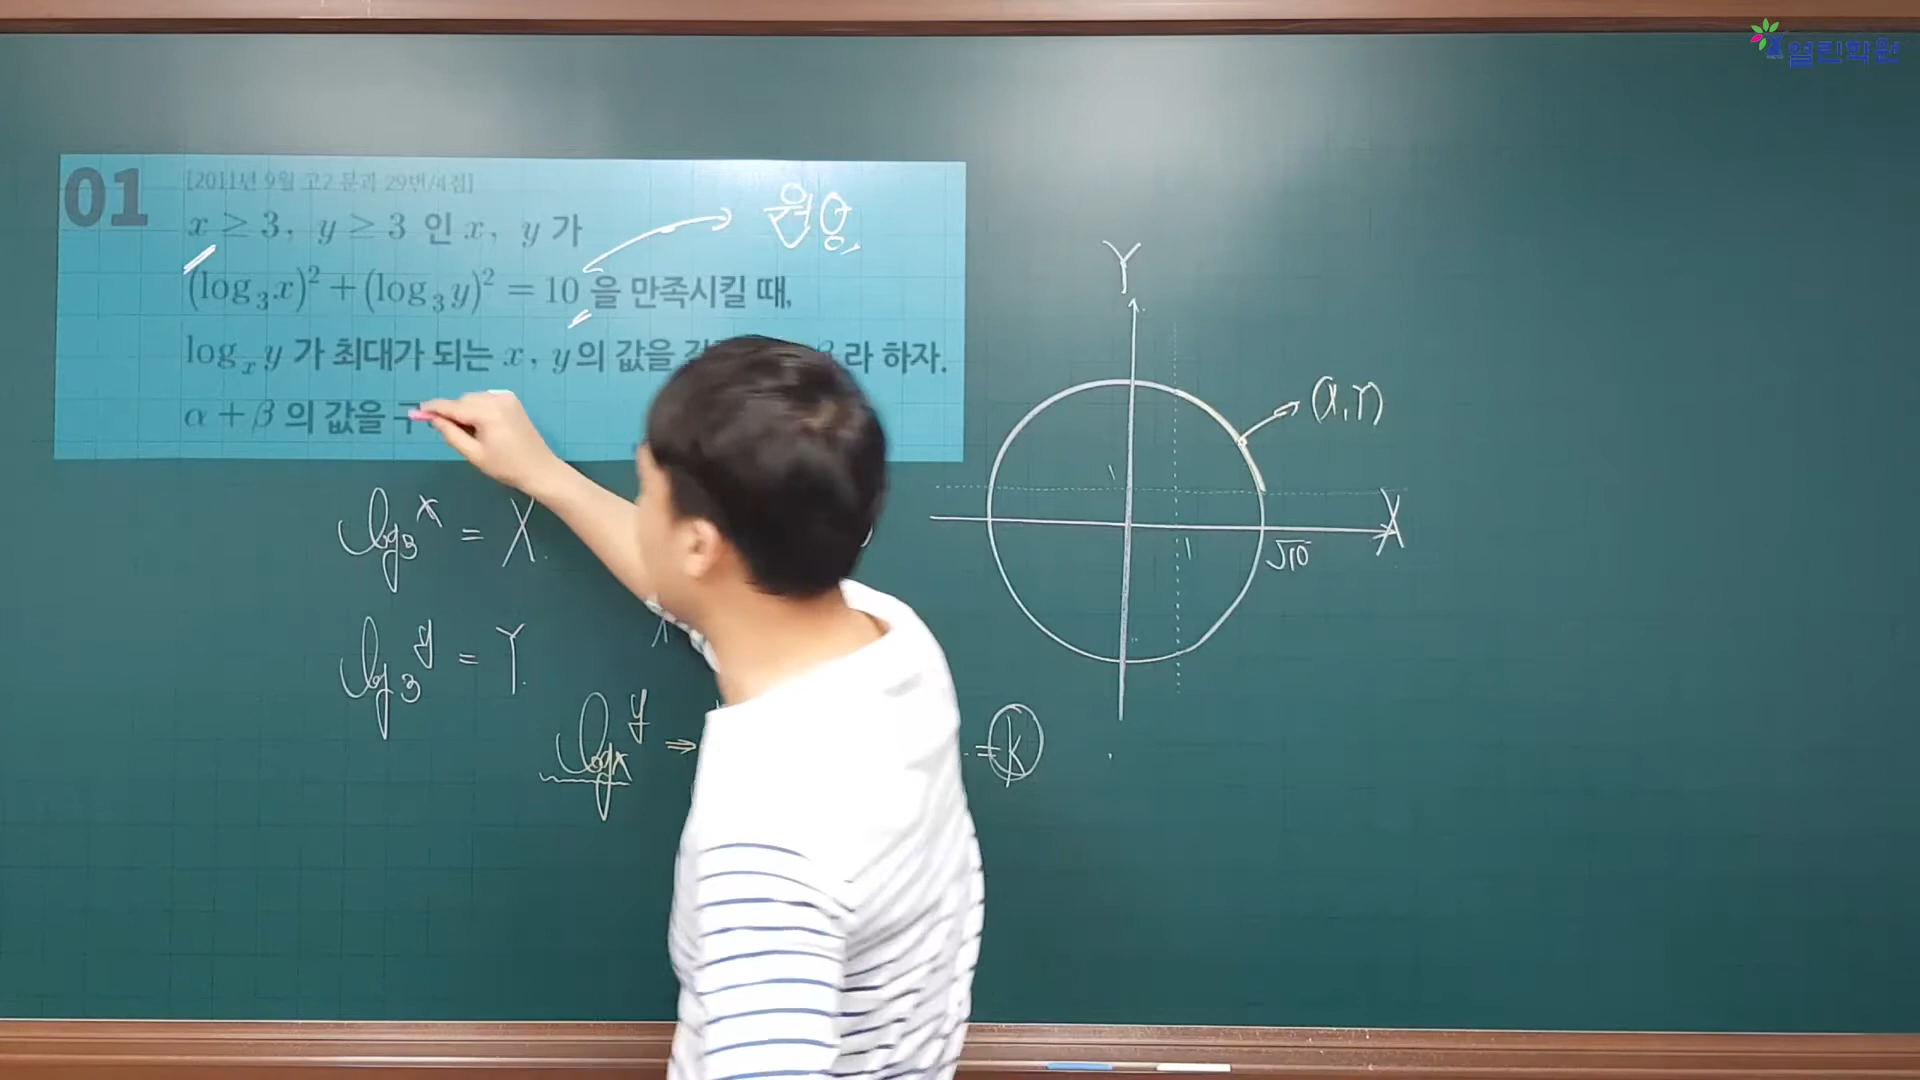 열린학원
01
[2011년 9월 고2 문과 29번/4점]
x ≥ 3, y ≥ 3 인 x, y 가
(log₃x)² + (log₃y)² = 10 을 만족시킬 때,
logₓy 가 최대가 되는 x, y의 값을 라 하자.
α + β 의 값을 구
Y
(X, Y)
1
X
1
√10
log₃x = X.
log₃y = Y.
logₓy ⇒
= k